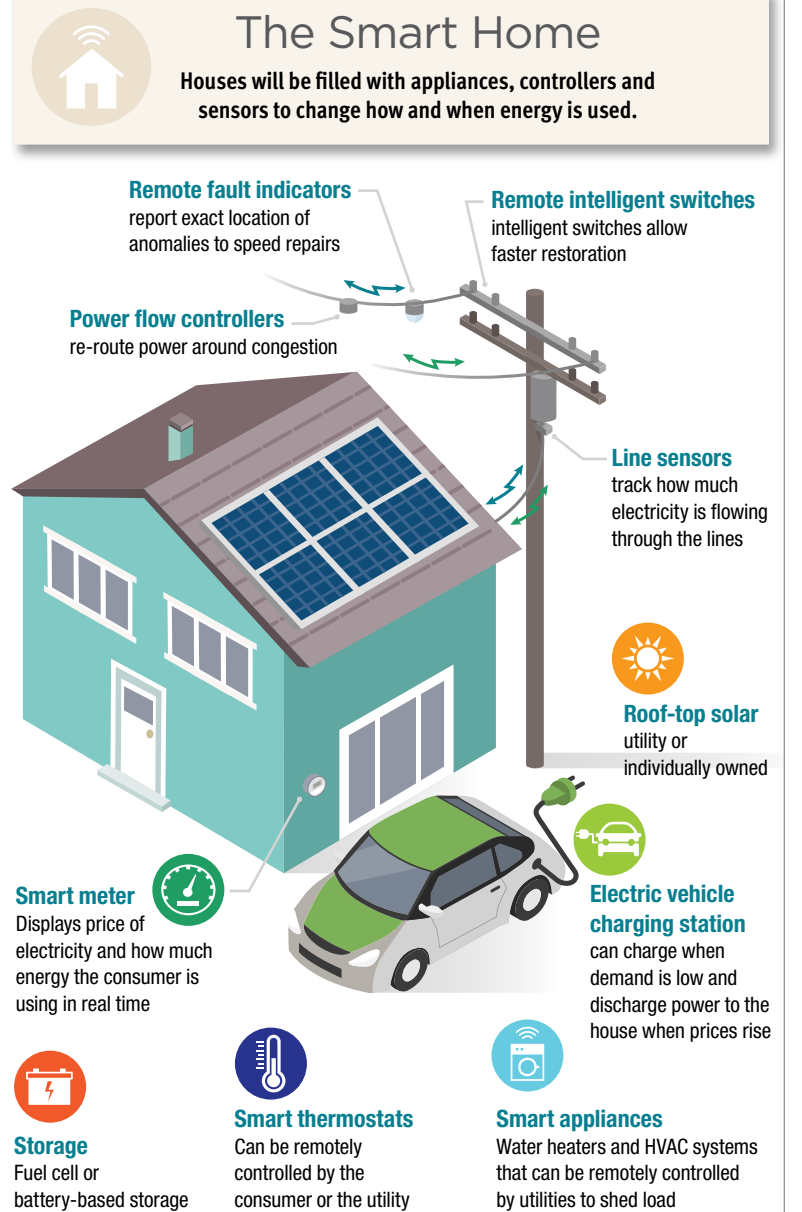 The Smart Home
Houses will be filled with appliances, controllers and
sensors to change how and when energy is used.
Remote fault indicators
report exact location of
anomalies to speed repairs
Remote intelligent switches
intelligent switches allow
faster restoration
Power flow controllers
re-route power around congestion
Line sensors
track how much
electricity is flowing
through the lines
Roof-top solar
utility or
individually owned
Smart meter
Displays price of
electricity and how much
energy the consumer is
using in real time
Electric vehicle
charging station
can charge when
demand is low and
discharge power to the
house when prices rise
Storage
Fuel cell or
battery-based storage
Smart thermostats
Can be remotely
controlled by the
consumer or the utility
Smart appliances
Water heaters and HVAC systems
that can be remotely controlled
by utilities to shed load